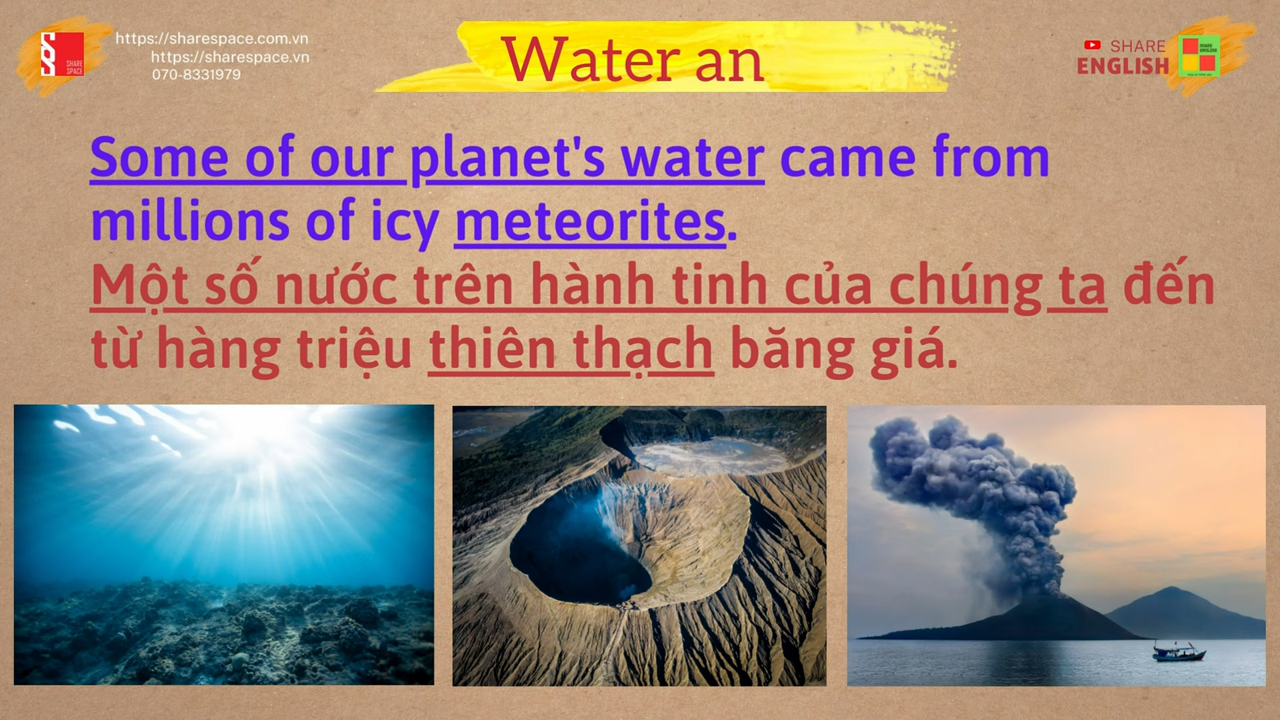 https://sharespace.com.vn
https://sharespace.vn
070-8331979
SHARE
SPACE
Water an
SHARE
ENGLISH
Some of our planet's water came from
millions of icy meteorites.
Một số nước trên hành tinh của chúng ta đến
từ hàng triệu thiên thạch băng giá.